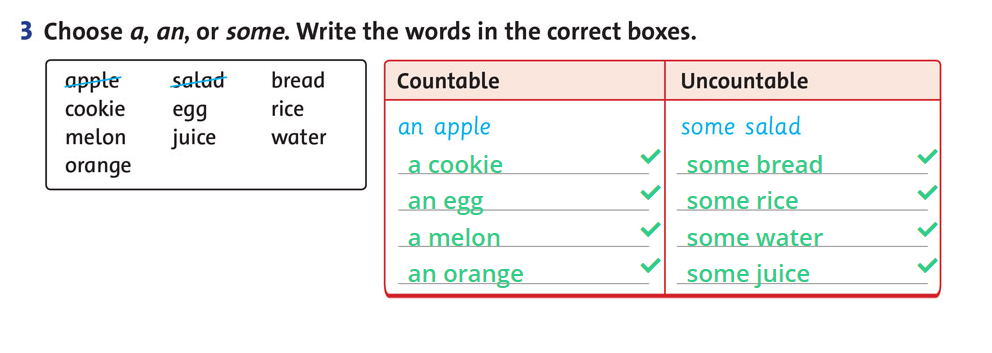 3 Choose a, an, or some. Write the words in the correct boxes.
apple salad bread
cookie egg rice
melon juice water
orange
Countable Uncountable
an apple some salad
a cookie some bread
an egg some rice
a melon some water
an orange some juice